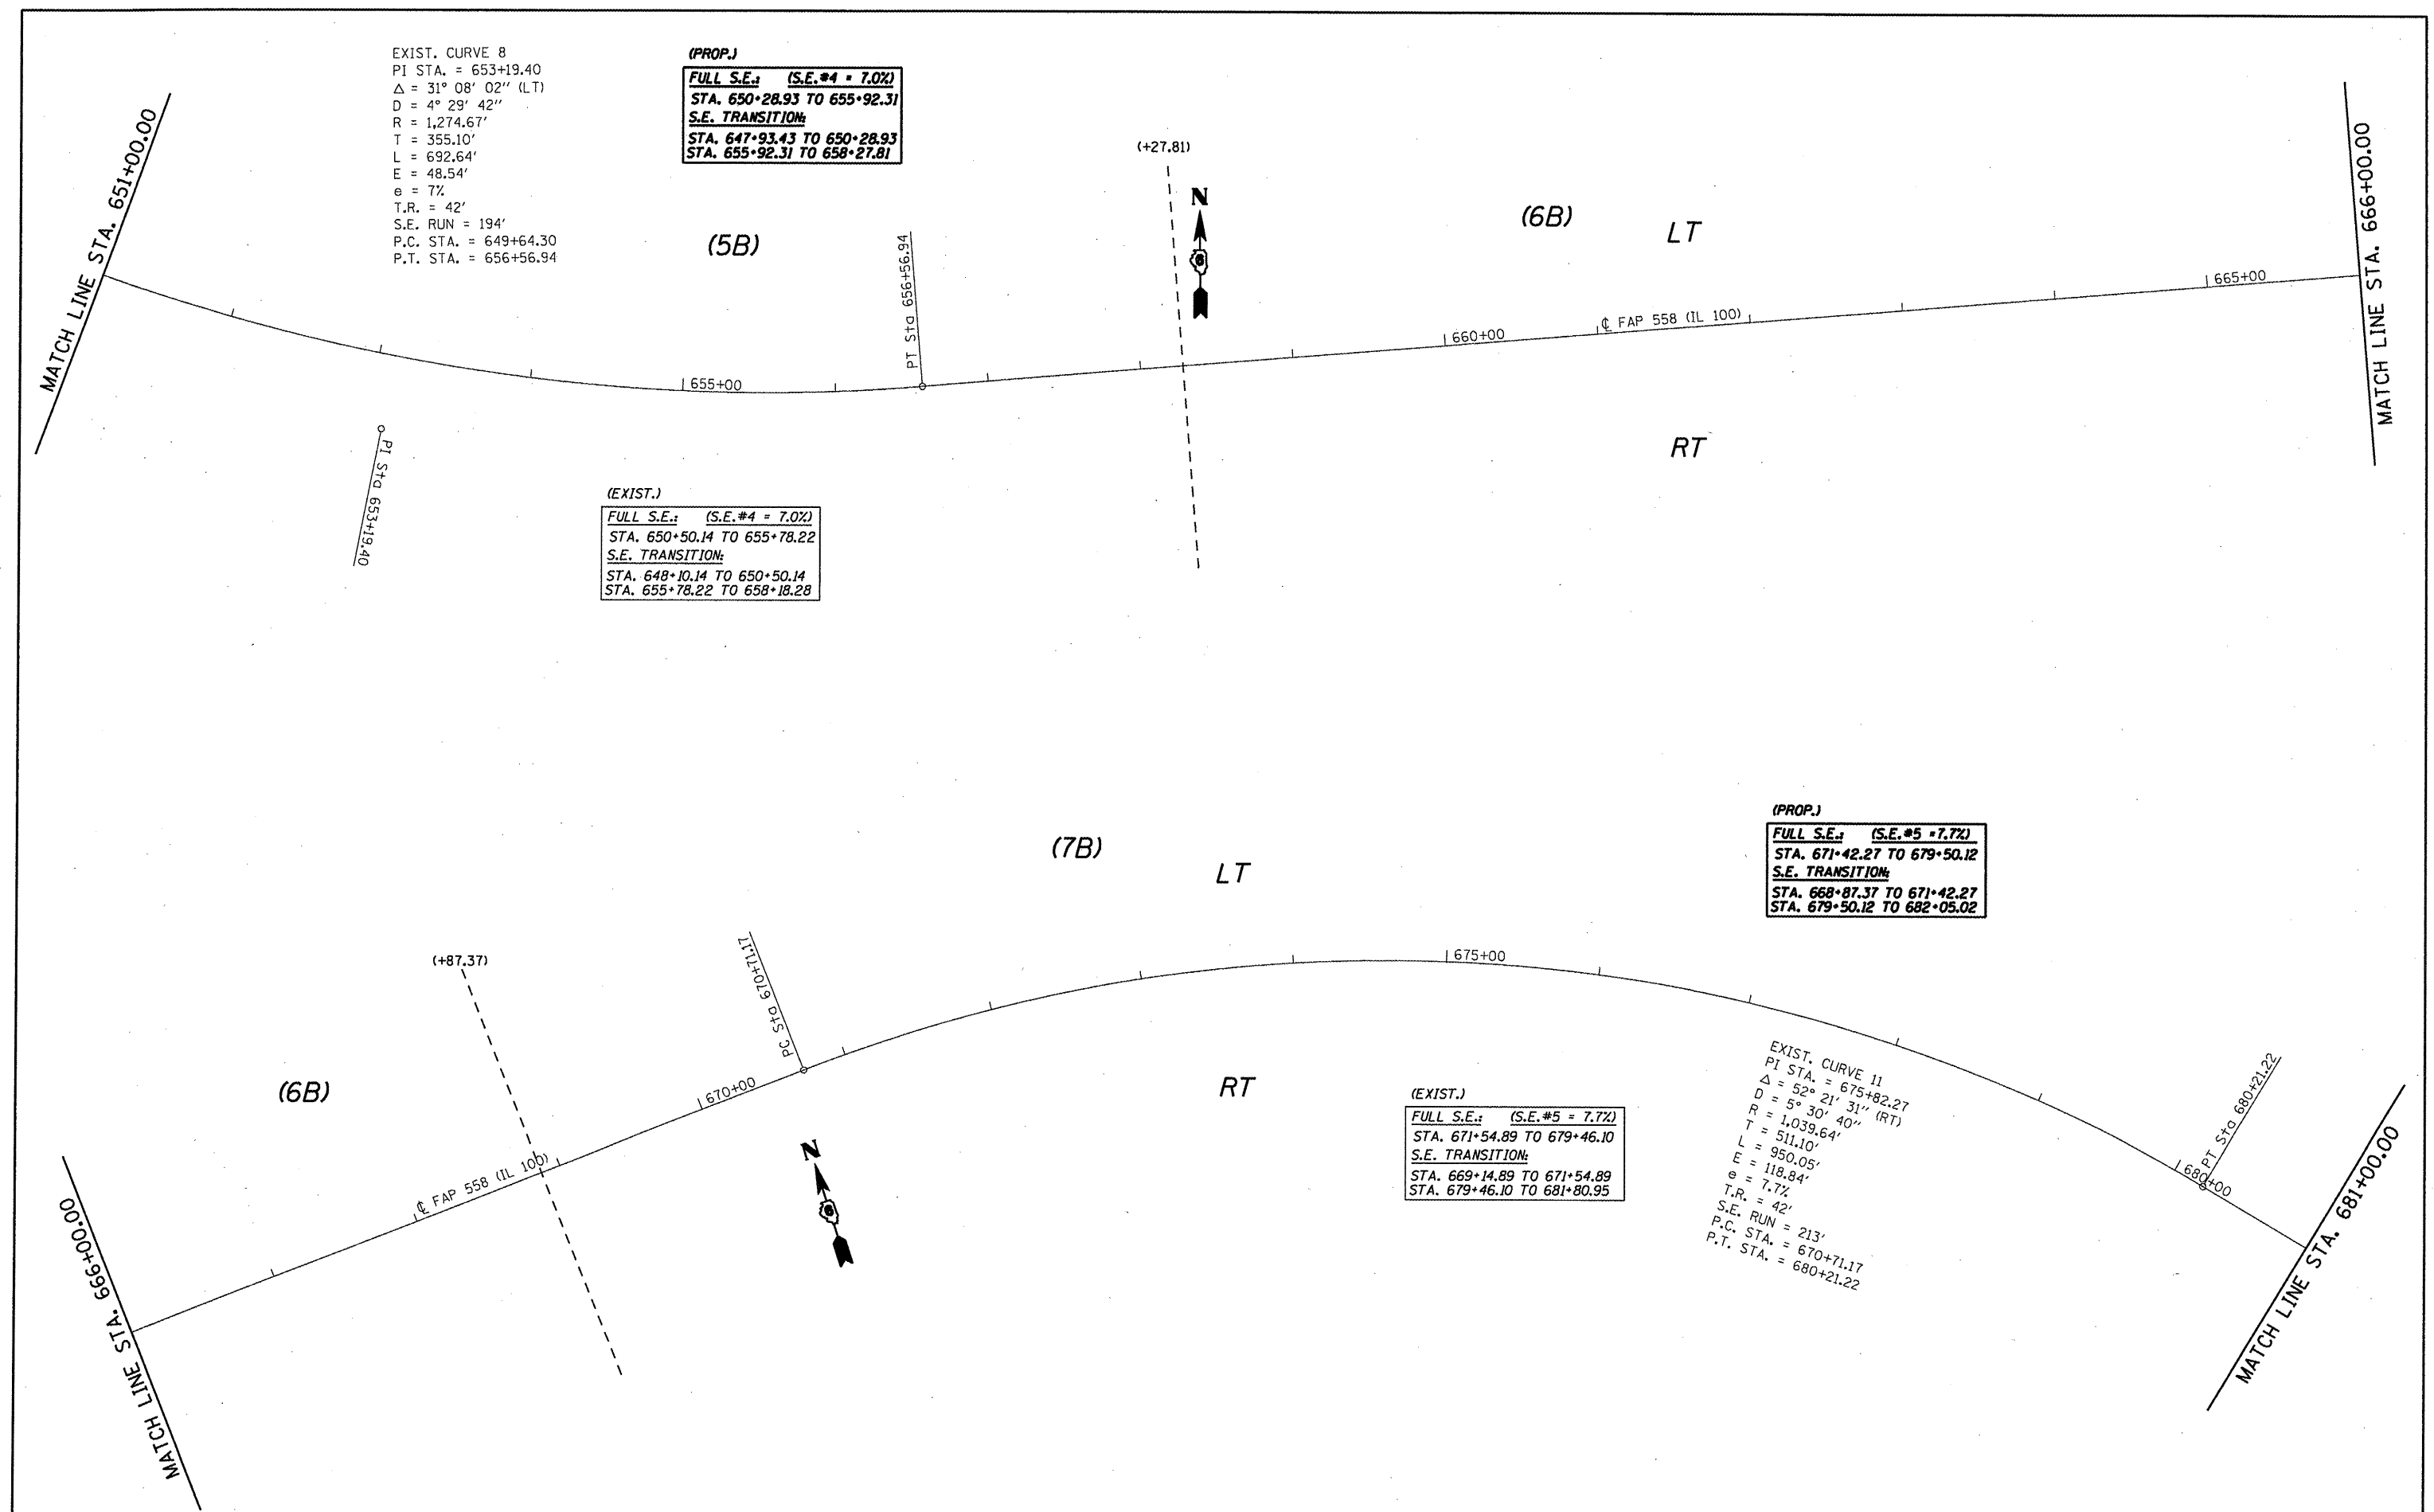 EXIST. CURVE 8
PI STA. = 653+19.40
Δ = 31° 08' 02" (LT)
D = 4° 29' 42"
R = 1,274.67'
T = 355.10'
L = 692.64'
E = 48.54'
e = 7%
T.R. = 42'
S.E. RUN = 194'
P.C. STA. = 649+64.30
P.T. STA. = 656+56.94
(PROP.)
FULL S.E.: (S.E.#4 = 7.0%)
STA. 650+28.93 TO 655+92.31
S.E. TRANSITION:
STA. 647+93.43 TO 650+28.93
STA. 655+92.31 TO 658+27.81
MATCH LINE STA. 651+00.00
(5B)
PT Sta 656+56.94
(+27.81)
N
6
(6B)
LT
MATCH LINE STA. 666+00.00
655+00
660+00
℄ FAP 558 (IL 100)
665+00
RT
PI Sta 653+19.40
(EXIST.)
FULL S.E.: (S.E.#4 = 7.0%)
STA. 650+50.14 TO 655+78.22
S.E. TRANSITION:
STA. 648+10.14 TO 650+50.14
STA. 655+78.22 TO 658+18.28
(PROP.)
FULL S.E.: (S.E.#5 =7.7%)
STA. 671+42.27 TO 679+50.12
S.E. TRANSITION:
STA. 668+87.37 TO 671+42.27
STA. 679+50.12 TO 682+05.02
(7B)
LT
(+87.37)
PC Sta 670+71.17
675+00
(6B)
670+00
℄ FAP 558 (IL 100)
RT
N
6
(EXIST.)
FULL S.E.: (S.E.#5 = 7.7%)
STA. 671+54.89 TO 679+46.10
S.E. TRANSITION:
STA. 669+14.89 TO 671+54.89
STA. 679+46.10 TO 681+80.95
EXIST. CURVE 11
PI STA. = 675+82.27
Δ = 52° 21' 31" (RT)
D = 5° 30' 40"
R = 1,039.64'
T = 511.10'
L = 950.05'
E = 118.84'
e = 7.7%
T.R. = 42'
S.E. RUN = 213'
P.C. STA. = 670+71.17
P.T. STA. = 680+21.22
PT Sta 680+21.22
680+00
MATCH LINE STA. 666+00.00
MATCH LINE STA. 681+00.00